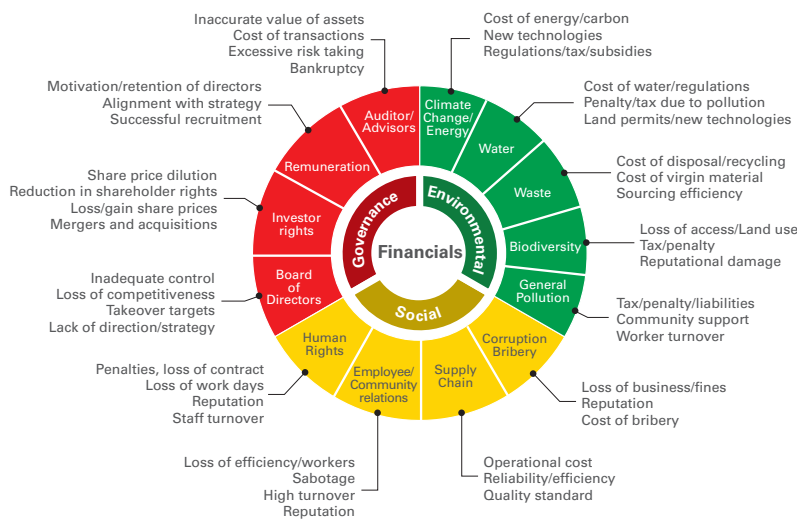 Inaccurate value of assets
Cost of transactions
Excessive risk taking
Bankruptcy
Cost of energy/carbon
New technologies
Regulations/tax/subsidies
Motivation/retention of directors
Alignment with strategy
Successful recruitment
Cost of water/regulations
Penalty/tax due to pollution
Land permits/new technologies
Share price dilution
Reduction in shareholder rights
Loss/gain share prices
Mergers and acquisitions
Cost of disposal/recycling
Cost of virgin material
Sourcing efficiency
Inadequate control
Loss of competitiveness
Takeover targets
Lack of direction/strategy
Loss of access/Land use
Tax/penalty
Reputational damage
Tax/penalty/liabilities
Community support
Worker turnover
Penalties, loss of contract
Loss of work days
Reputation
Staff turnover
Loss of business/fines
Reputation
Cost of bribery
Loss of efficiency/workers
Sabotage
High turnover
Reputation
Operational cost
Reliability/efficiency
Quality standard
Auditor/
Advisors
Climate
Change/
Energy
Water
Waste
Biodiversity
General
Pollution
Corruption
Bribery
Supply
Chain
Employee/
Community
relations
Human
Rights
Board
of
Directors
Investor
rights
Remuneration
Governance
Environmental
Social
Financials